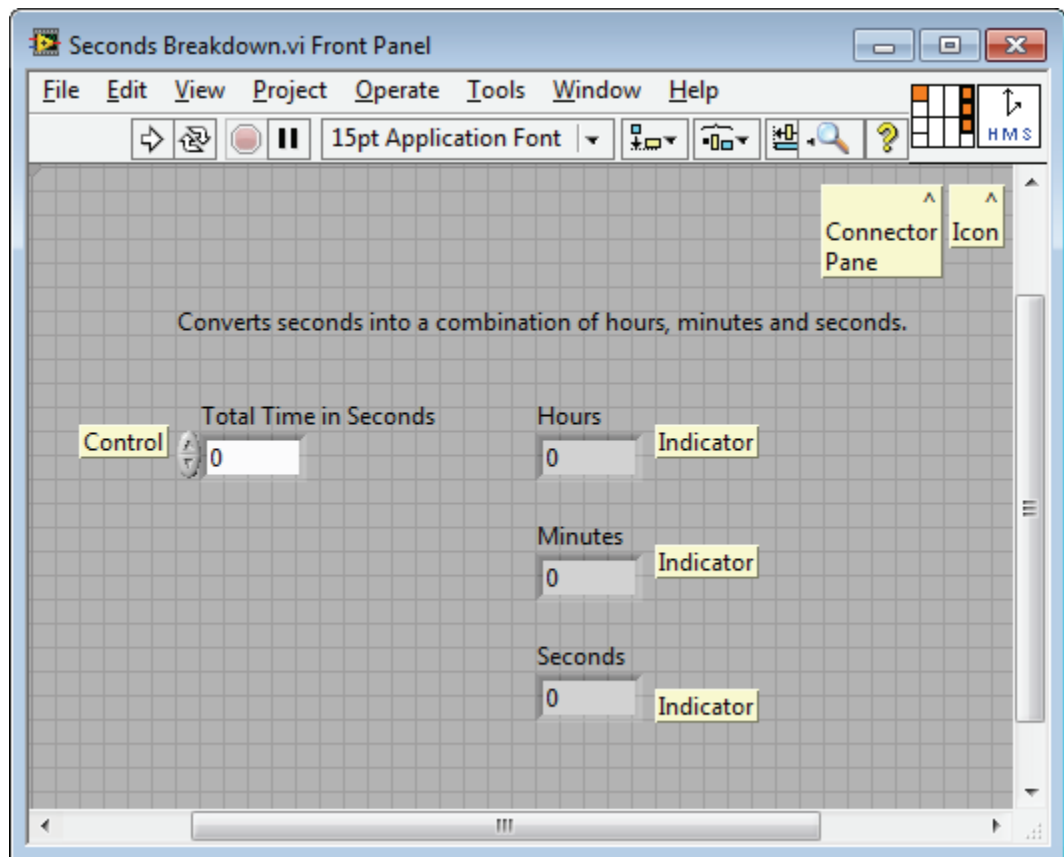 Seconds Breakdown.vi Front Panel
File Edit View Project Operate Tools Window Help
15pt Application Font
HMS
^ ^
Connector Pane
Icon
Converts seconds into a combination of hours, minutes and seconds.
Total Time in Seconds
Control
0
Hours
0
Indicator
Minutes
0
Indicator
Seconds
0
Indicator